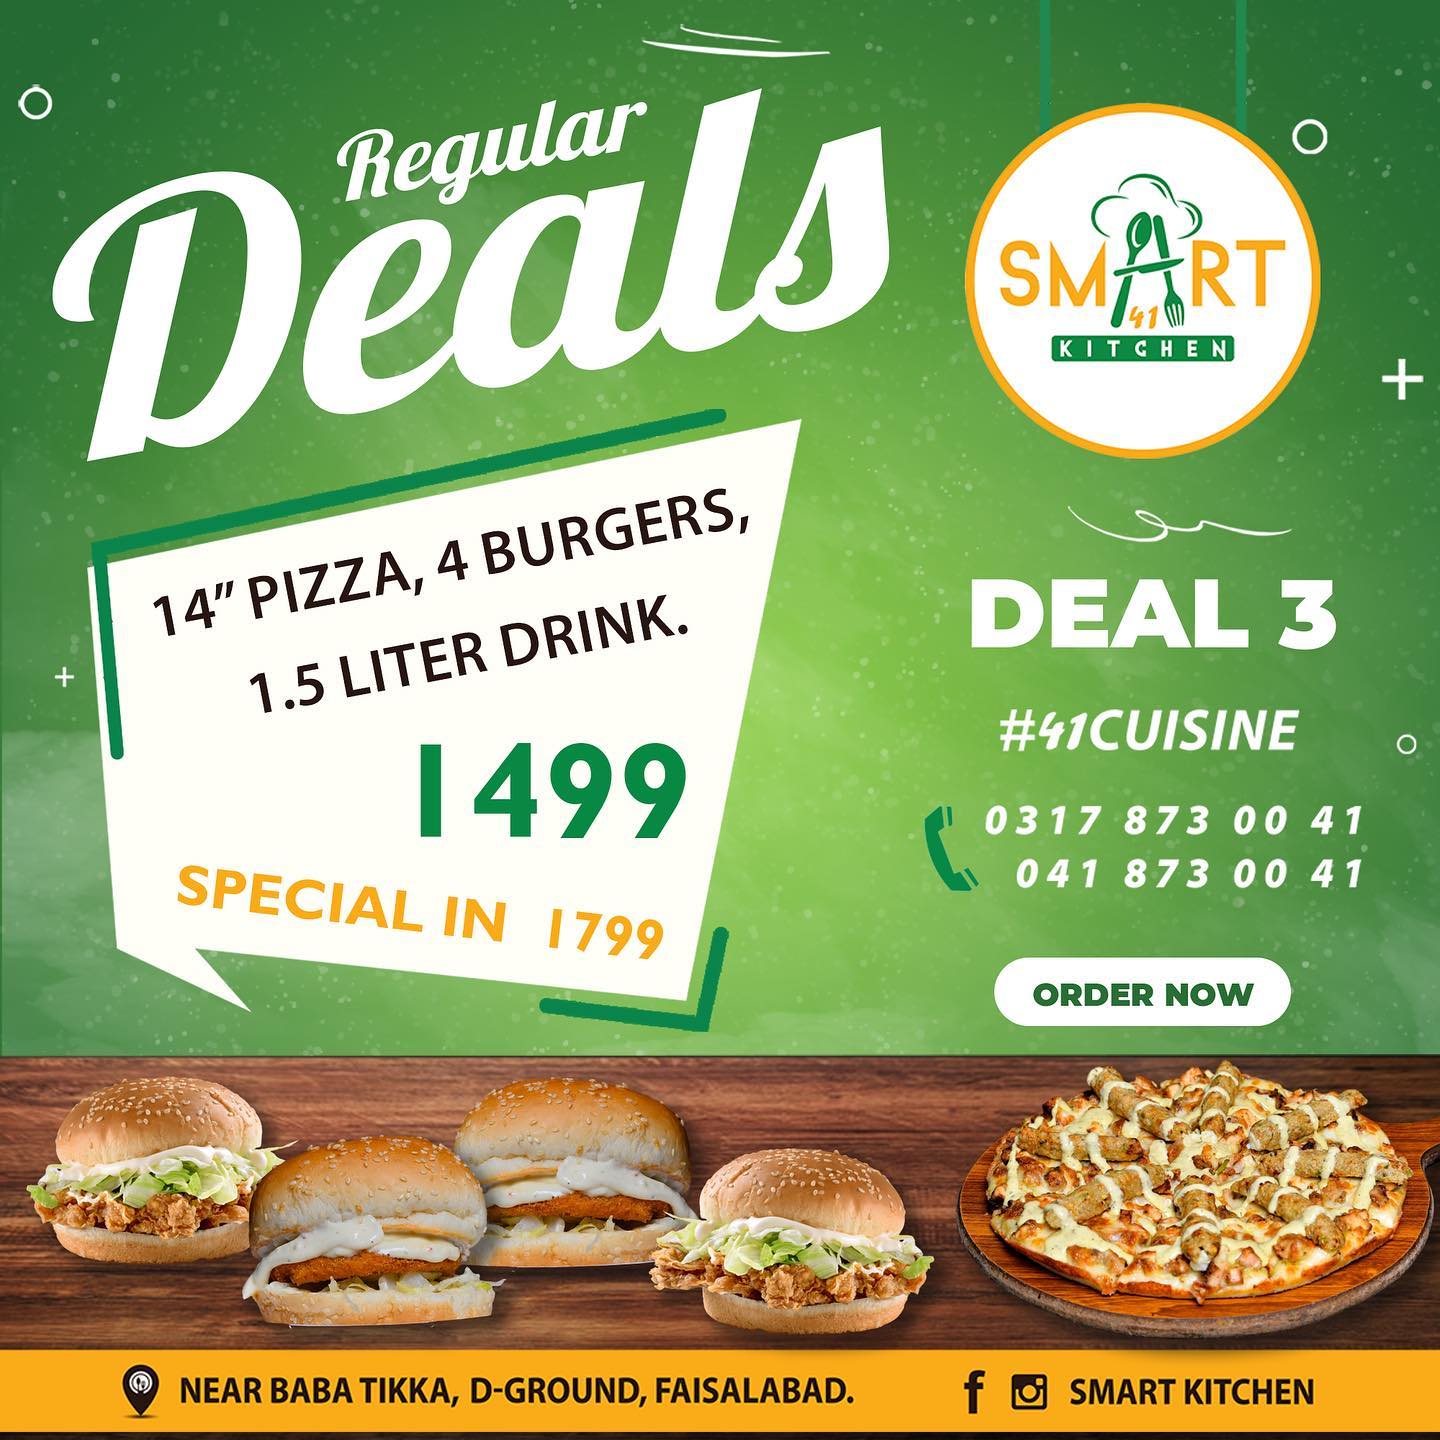 Regular
Deals
SMART
41
KITCHEN
14" PIZZA, 4 BURGERS,
1.5 LITER DRINK.
1499
SPECIAL IN 1799
DEAL 3
#41CUISINE
0317 873 00 41
041 873 00 41
ORDER NOW
NEAR BABA TIKKA, D-GROUND, FAISALABAD.
f SMART KITCHEN